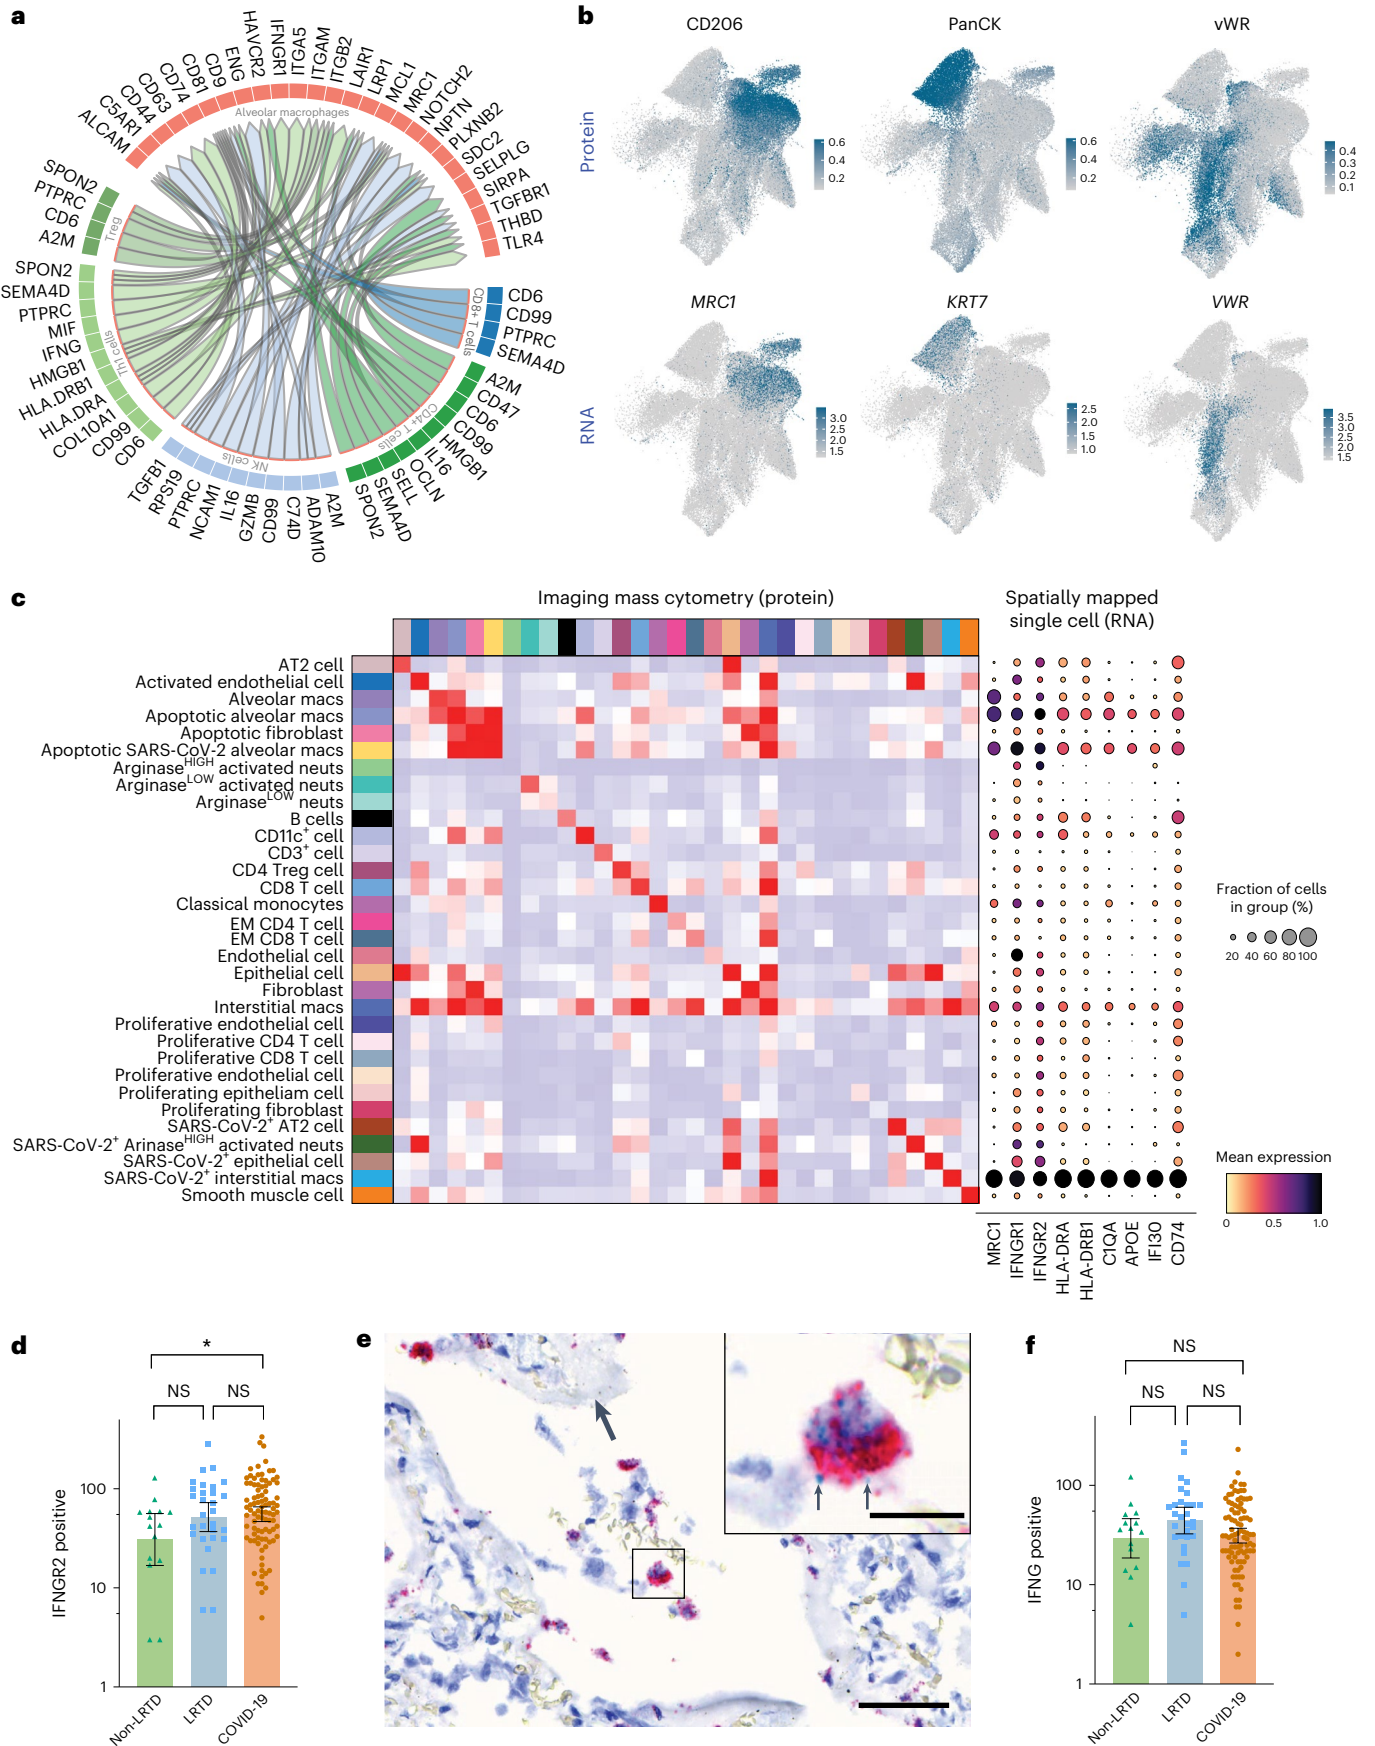 a
ALCAM
C5AR1
CD44
CD63
CD74
CD81
CD9
ENG
HAVCR2
IFNGR1
ITGA5
ITGAM
ITGB2
LAIR1
LRP1
MCL1
MRC1
NOTCH2
NPTN
PLXNB2
SDC2
SELPLG
SIRPA
TGFBR1
THBD
TLR4
Alveolar macrophages
SPON2
PTPRC
CD6
A2M
Treg
SPON2
SEMA4D
PTPRC
MIF
IFNG
HMGB1
HLA.DRB1
HLA.DRA
COL10A1
CD99
CD6
Th1 cells
TGFB1
RPS19
PTPRC
NCAM1
IL16
GZMB
CD99
C74D
ADAM10
A2M
NK cells
CD6
CD99
PTPRC
SEMA4D
CD8+ T cells
A2M
CD47
CD6
CD99
HMGB1
IL16
OCLN
SELL
SEMA4D
SPON2
CD4+ T cells
b
CD206
PanCK
vWR
Protein
0.6
0.4
0.2
0.6
0.4
0.2
0.4
0.3
0.2
0.1
MRC1
KRT7
VWR
RNA
3.0
2.5
2.0
1.5
2.5
2.0
1.5
1.0
3.5
3.0
2.5
2.0
1.5
c
Imaging mass cytometry (protein)
Spatially mapped
single cell (RNA)
AT2 cell
Activated endothelial cell
Alveolar macs
Apoptotic alveolar macs
Apoptotic fibroblast
Apoptotic SARS-CoV-2 alveolar macs
ArginaseHIGH activated neuts
ArginaseLOW activated neuts
ArginaseLOW neuts
B cells
CD11c+ cell
CD3+ cell
CD4 Treg cell
CD8 T cell
Classical monocytes
EM CD4 T cell
EM CD8 T cell
Endothelial cell
Epithelial cell
Fibroblast
Interstitial macs
Proliferative endothelial cell
Proliferative CD4 T cell
Proliferative CD8 T cell
Proliferative endothelial cell
Proliferating epitheliam cell
Proliferating fibroblast
SARS-CoV-2+ AT2 cell
SARS-CoV-2+ ArinaseHIGH activated neuts
SARS-CoV-2+ epithelial cell
SARS-CoV-2+ interstitial macs
Smooth muscle cell
MRC1
IFNGR1
IFNGR2
HLA-DRA
HLA-DRB1
C1QA
APOE
IFI30
CD74
Fraction of cells
in group (%)
20 40 60 80 100
Mean expression
0 0.5 1.0
d
*
NS
NS
IFNGR2 positive
100
10
1
Non-LRTD
LRTD
COVID-19
e
f
NS
NS
NS
IFNG positive
100
10
1
Non-LRTD
LRTD
COVID-19